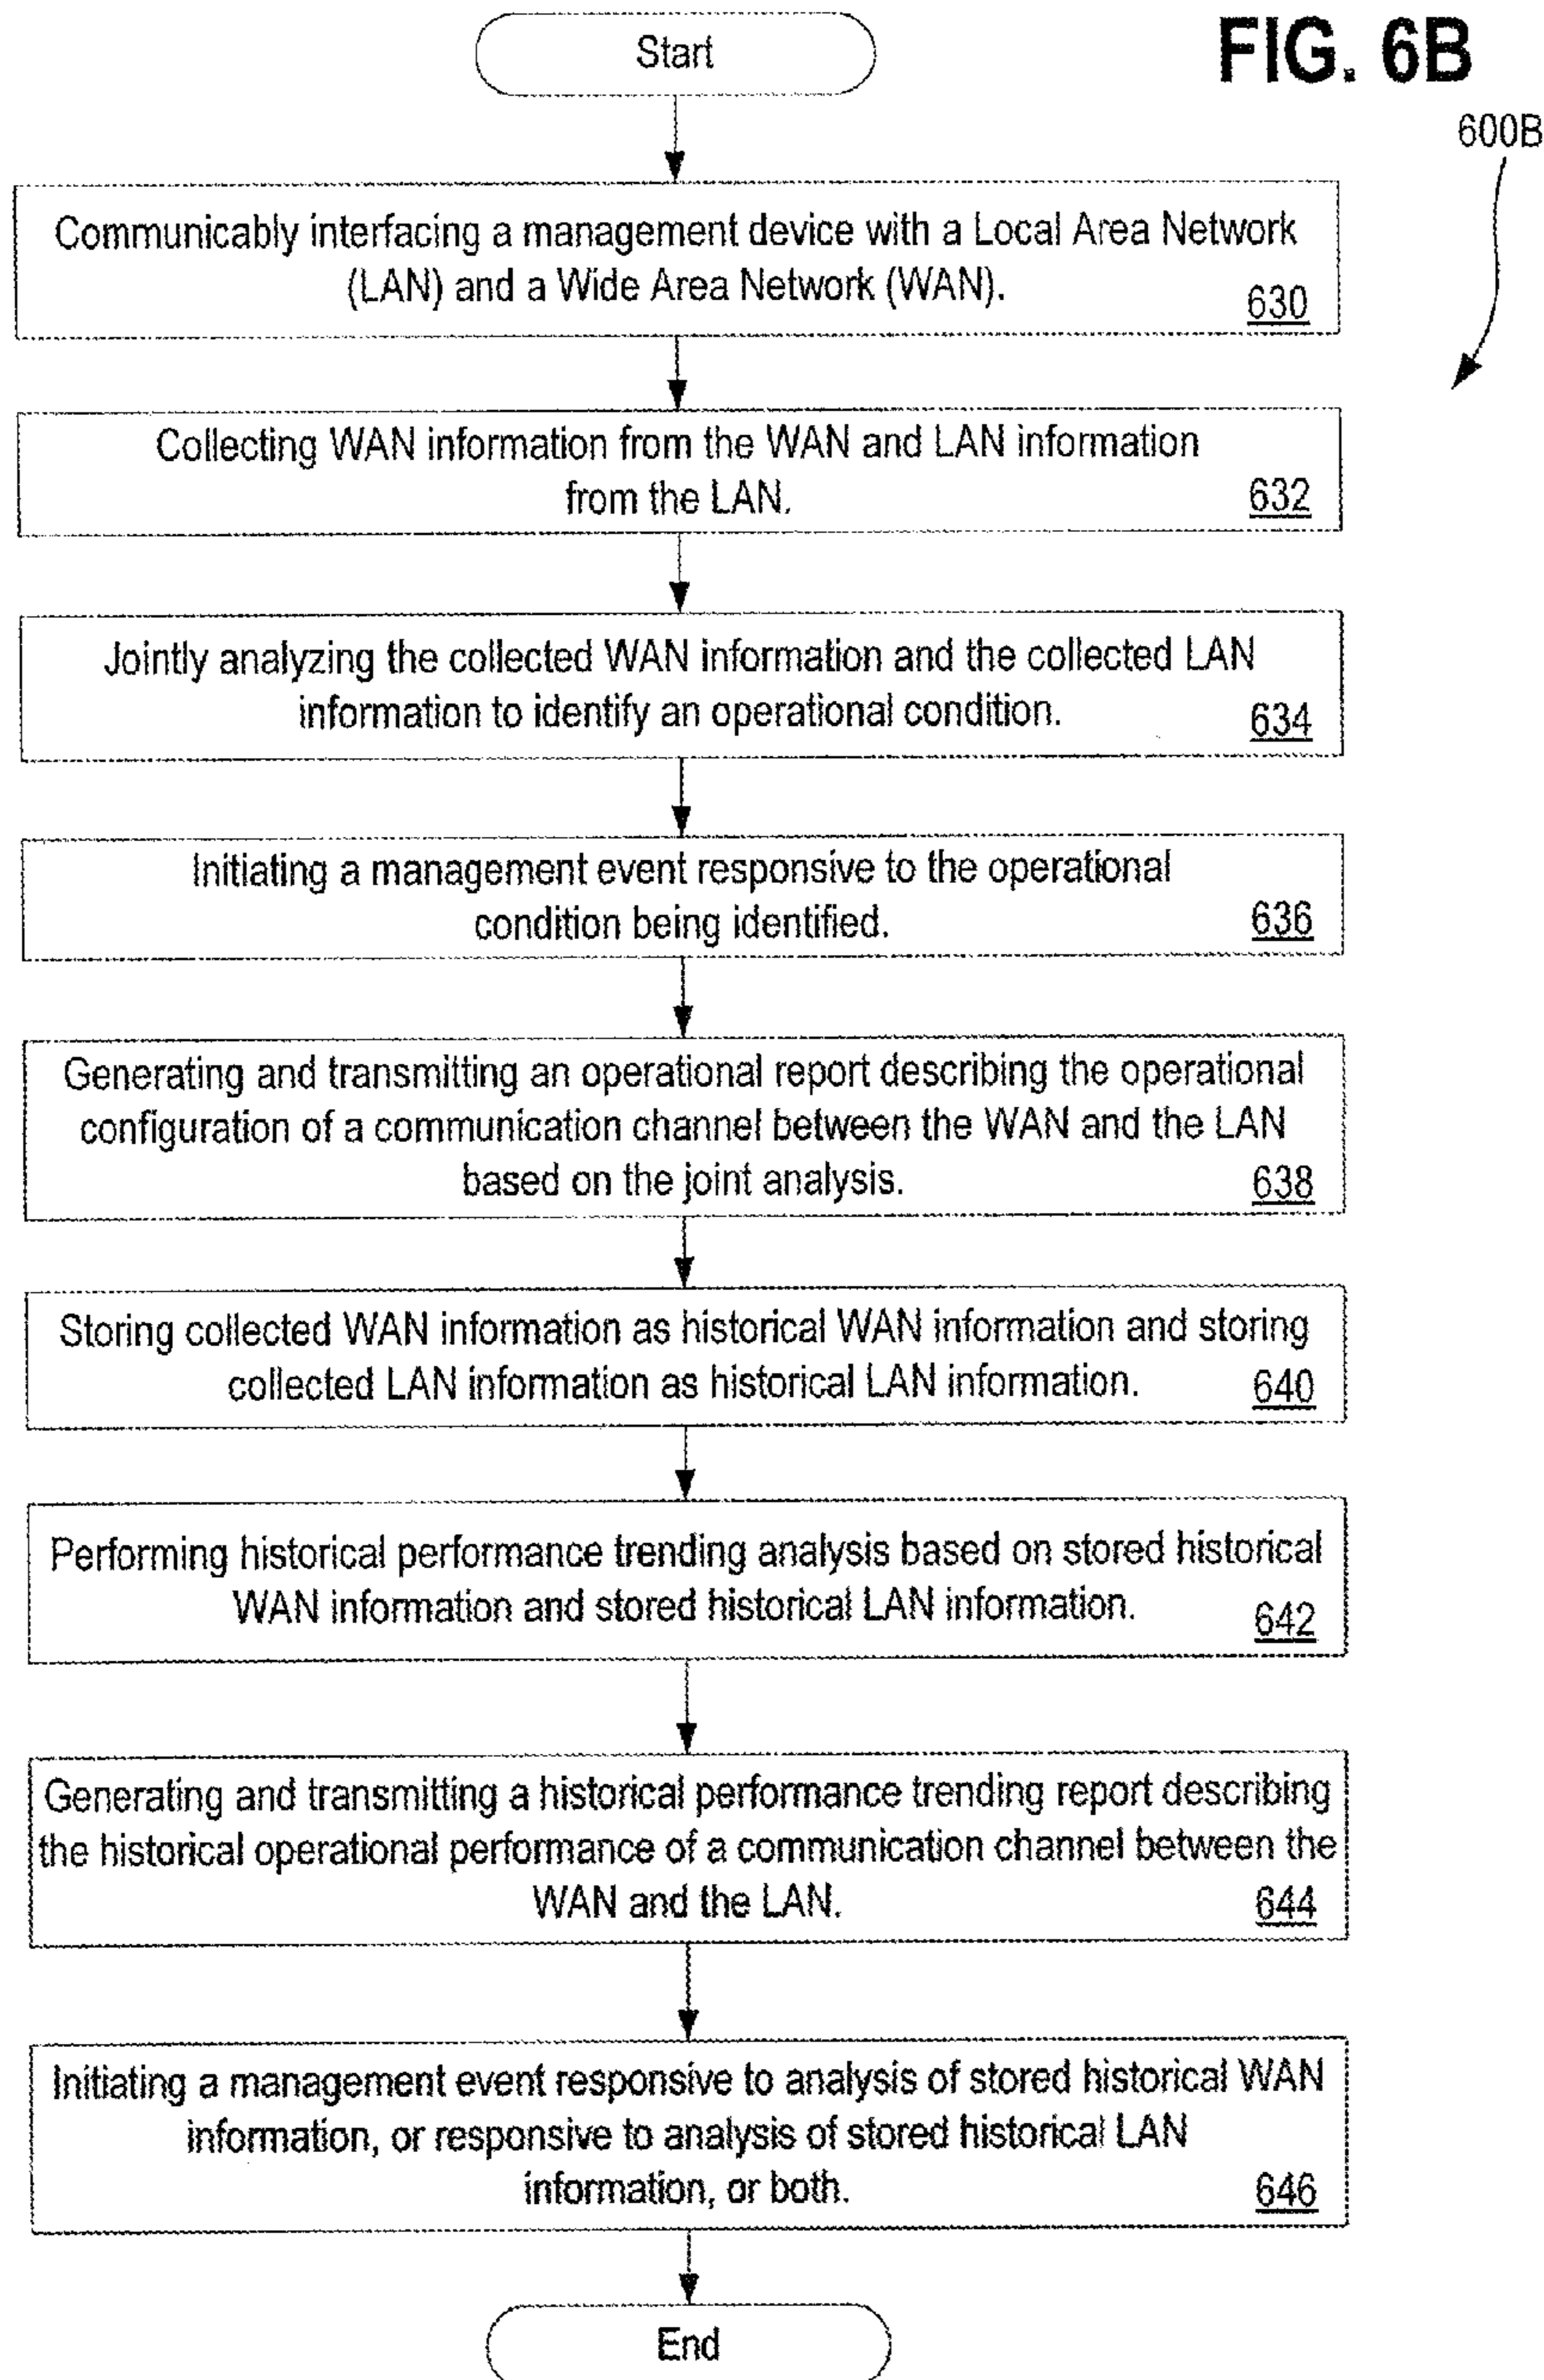 Start
FIG. 6B
600B
Communicably interfacing a management device with a Local Area Network
(LAN) and a Wide Area Network (WAN).
630
Collecting WAN information from the WAN and LAN information
from the LAN.
632
Jointly analyzing the collected WAN information and the collected LAN
information to identify an operational condition.
634
Initiating a management event responsive to the operational
condition being identified.
636
Generating and transmitting an operational report describing the operational
configuration of a communication channel between the WAN and the LAN
based on the joint analysis.
638
Storing collected WAN information as historical WAN information and storing
collected LAN information as historical LAN information.
640
Performing historical performance trending analysis based on stored historical
WAN information and stored historical LAN information.
642
Generating and transmitting a historical performance trending report describing
the historical operational performance of a communication channel between the
WAN and the LAN.
644
Initiating a management event responsive to analysis of stored historical WAN
information, or responsive to analysis of stored historical LAN
information, or both.
646
End